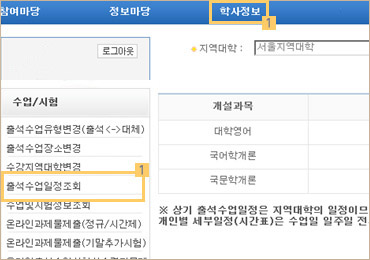 참여마당 정보마당 학사정보
1
로그아웃
지역대학 : 서울지역대학
수업/시험
출석수업유형변경(출석<->대체)
출석수업장소변경
수강지역대학변경
1
출석수업일정조회
수업및시험정보조회
온라인과제물제출(정규/시간제)
온라인과제물제출(기말추가시험)
개설과목
대학영어
국어학개론
국문학개론
※ 상기 출석수업일정은 지역대학의 일정이므
개인별 세부일정(시간표)은 수업일 일주일 전